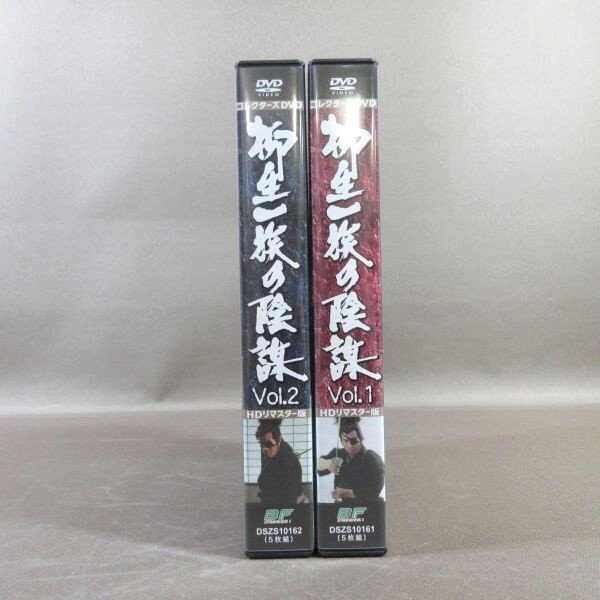 DVD
VIDEO
コレクターズDVD
柳生一族の陰謀
Vol.2
HDリマスター版
DSZS10162
(5枚組)
DVD
VIDEO
コレクターズDVD
柳生一族の陰謀
Vol.1
HDリマスター版
DSZS10161
(5枚組)